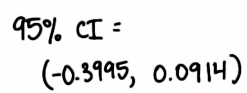 95% CI =
(-0.3995, 0.0914)